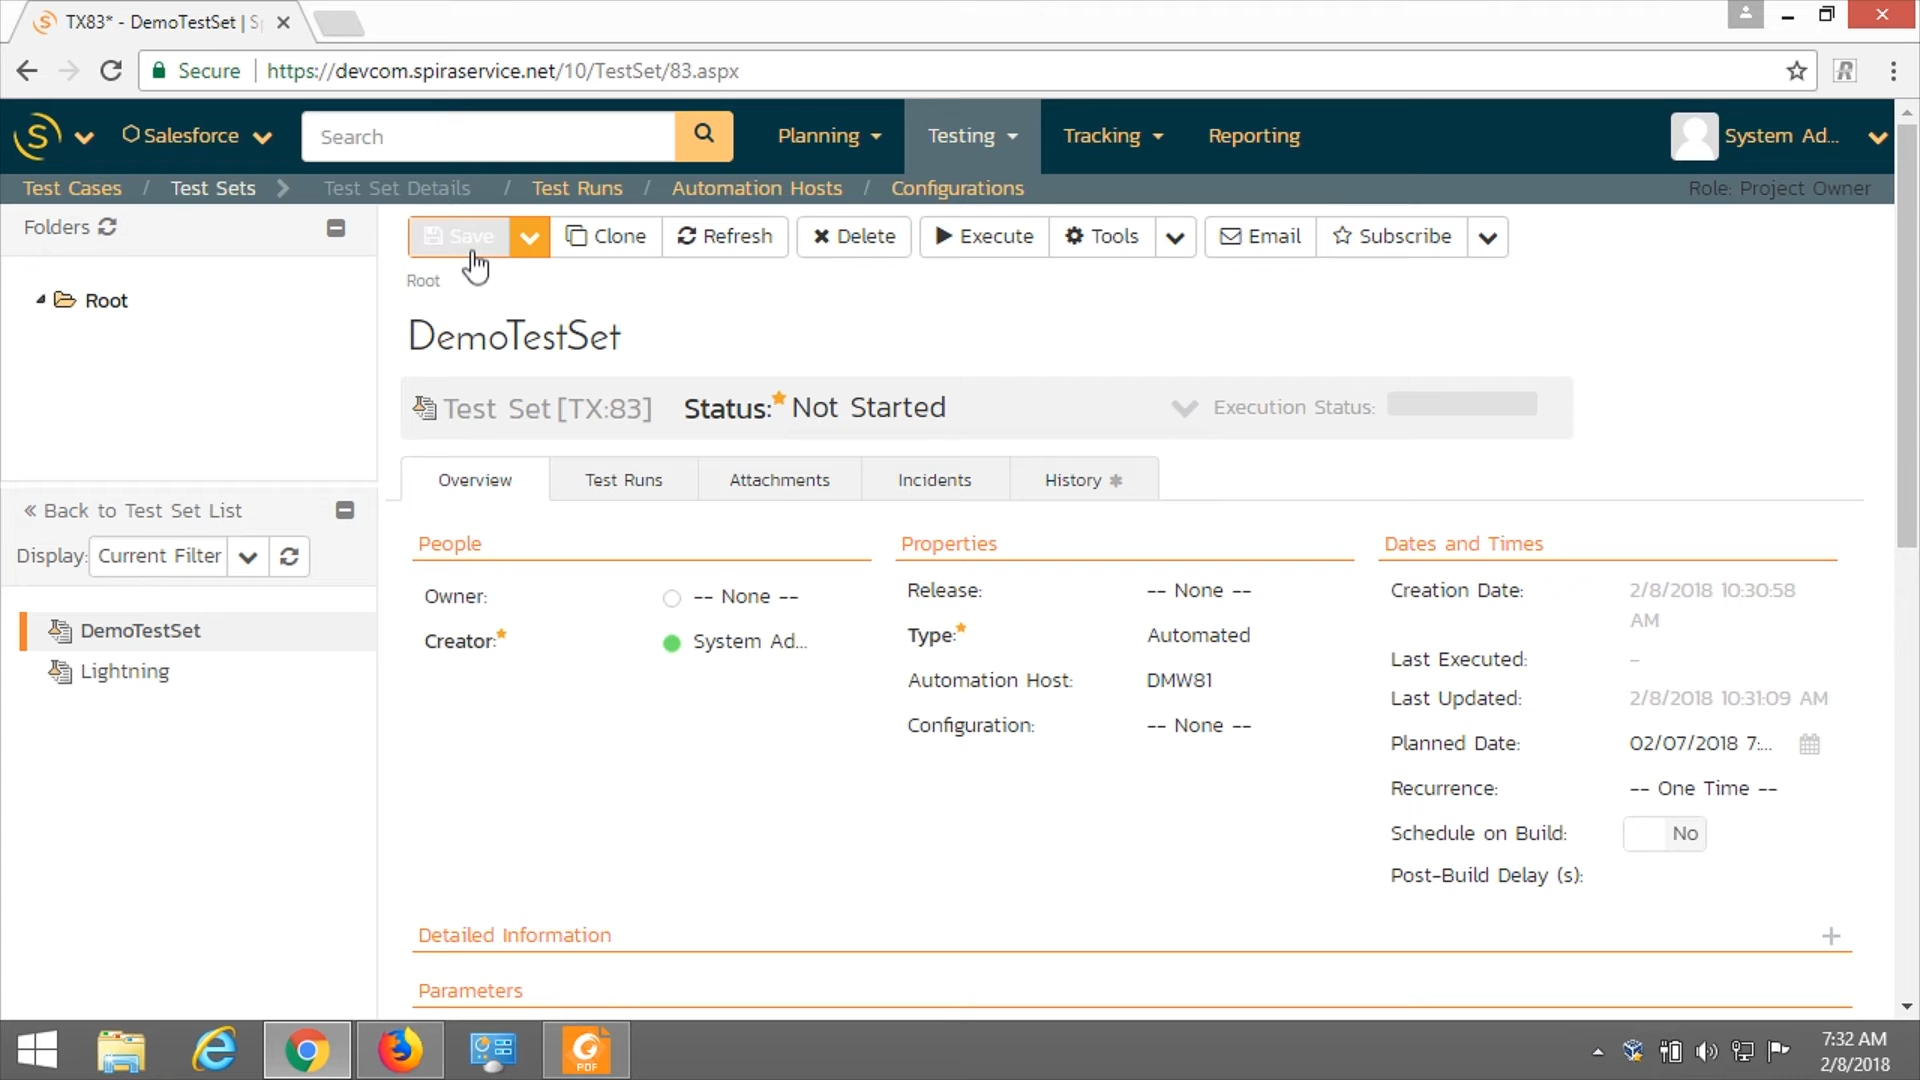 TX83* - DemoTestSet | S
Secure https://devcom.spiraservice.net/10/TestSet/83.aspx
Salesforce Search Planning Testing Tracking Reporting System Ad...
Test Cases / Test Sets Test Set Details / Test Runs / Automation Hosts / Configurations Role: Project Owner
Folders
Save Clone Refresh Delete Execute Tools Email Subscribe
Root
Root
DemoTestSet
Test Set [TX:83] Status: Not Started Execution Status:
Overview Test Runs Attachments Incidents History
« Back to Test Set List
Display: Current Filter
DemoTestSet
Lightning
People
Owner: -- None --
Creator: System Ad...
Properties
Release: -- None --
Type: Automated
Automation Host: DMW81
Configuration: -- None --
Dates and Times
Creation Date: 2/8/2018 10:30:58
AM
Last Executed: –
Last Updated: 2/8/2018 10:31:09 AM
Planned Date: 02/07/2018 7:...
Recurrence: -- One Time --
Schedule on Build: No
Post-Build Delay (s):
Detailed Information
Parameters
PDF
7:32 AM
2/8/2018